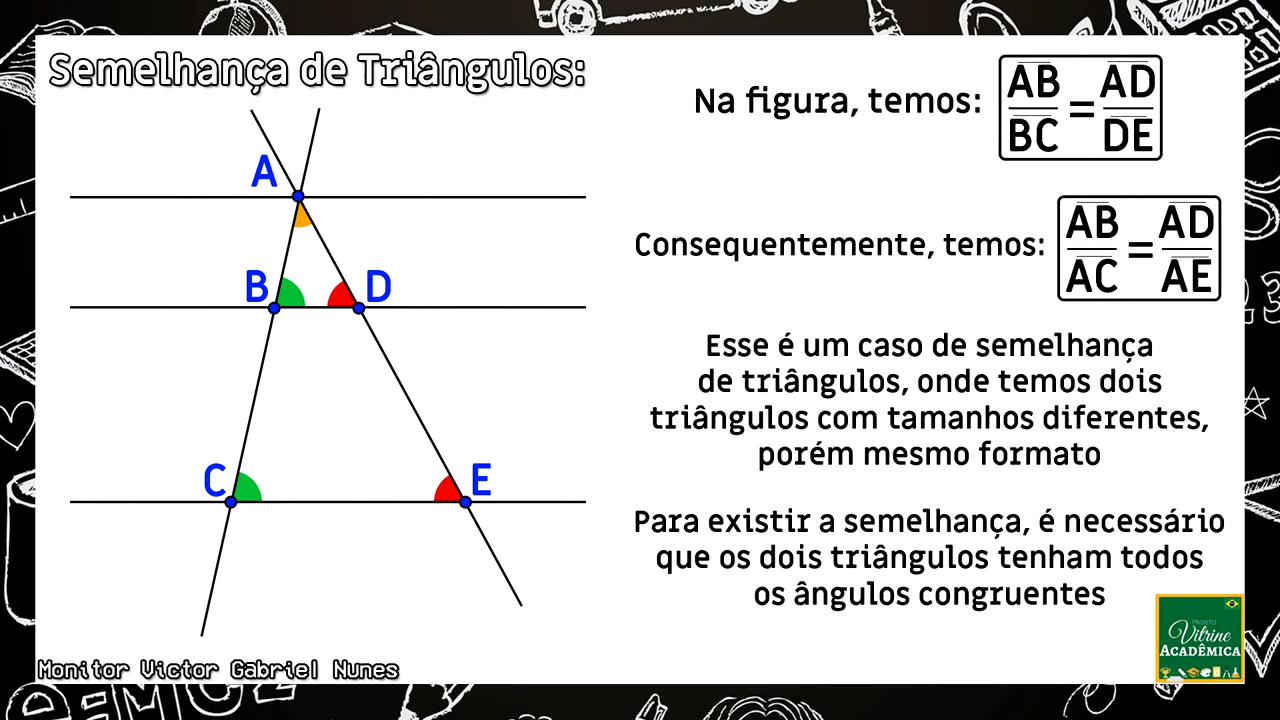 Semelhança de Triângulos:
Na figura, temos:
AB/BC = AD/DE
A
Consequentemente, temos:
AB/AC = AD/AE
B
D
Esse é um caso de semelhança
de triângulos, onde temos dois
triângulos com tamanhos diferentes,
porém mesmo formato
C
E
Para existir a semelhança, é necessário
que os dois triângulos tenham todos
os ângulos congruentes
PROJETO
Vitrine
ACADÊMICA
Monitor Victor Gabriel Nunes